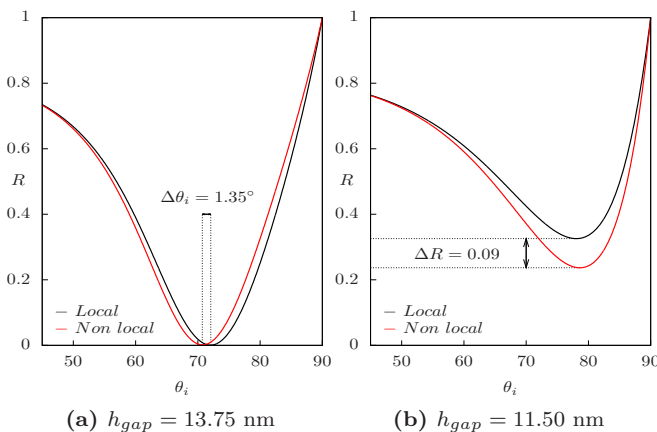 1
0.8
0.6
R
0.4
0.2
0
Δθi = 1.35°
Local
Non local
50 60 70 80 90
θi
(a) hgap = 13.75 nm
1
0.8
0.6
R
0.4
0.2
0
ΔR = 0.09
Local
Non local
50 60 70 80 90
θi
(b) hgap = 11.50 nm